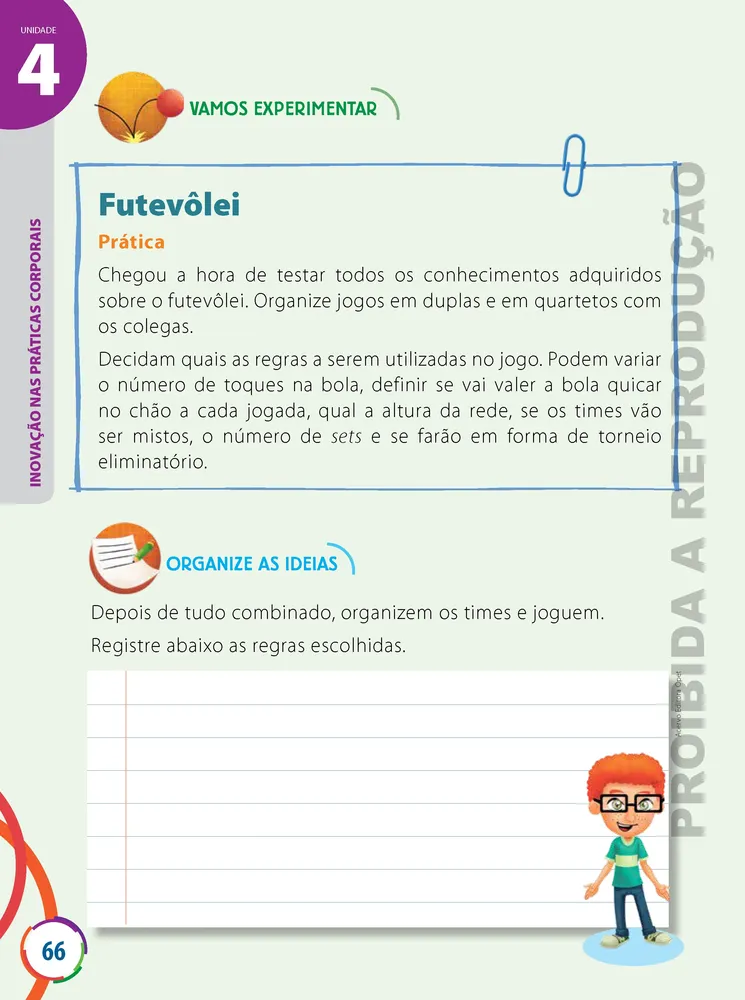 UNIDADE
4
VAMOS EXPERIMENTAR
INOVAÇÃO NAS PRÁTICAS CORPORAIS
Futevôlei
Prática
Chegou a hora de testar todos os conhecimentos adquiridos
sobre o futevôlei. Organize jogos em duplas e em quartetos com
os colegas.
Decidam quais as regras a serem utilizadas no jogo. Podem variar
o número de toques na bola, definir se vai valer a bola quicar
no chão a cada jogada, qual a altura da rede, se os times vão
ser mistos, o número de sets e se farão em forma de torneio
eliminatório.
ORGANIZE AS IDEIAS
Depois de tudo combinado, organizem os times e joguem.
Registre abaixo as regras escolhidas.
Acervo Editora Opet
PROIBIDA A REPRODUÇÃO
66